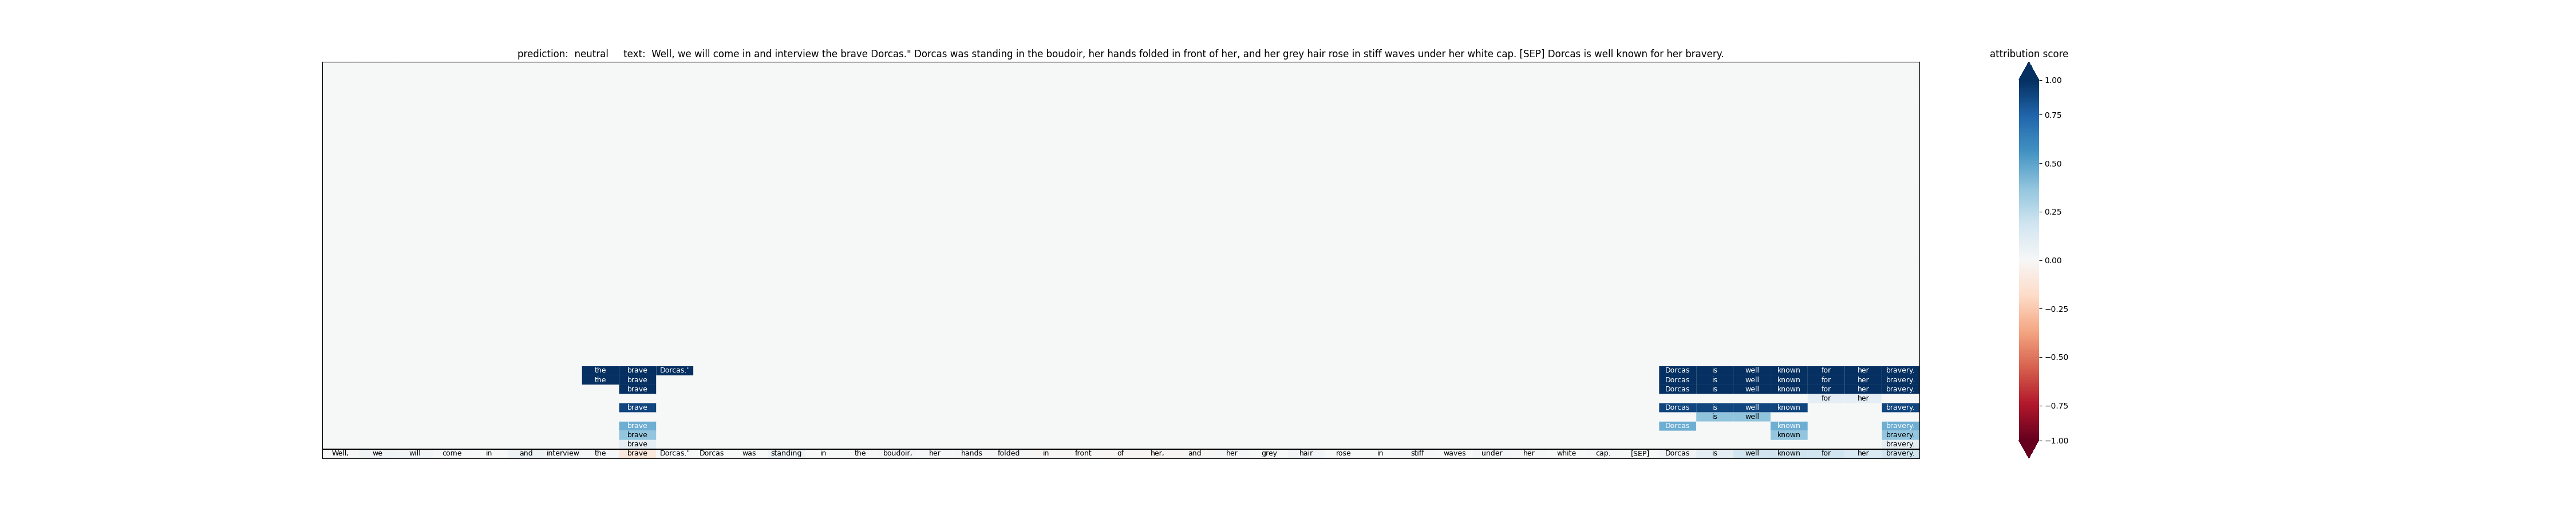 prediction: neutral text: Well, we will come in and interview the brave Dorcas." Dorcas was standing in the boudoir, her hands folded in front of her, and her grey hair rose in stiff waves under her white cap. [SEP] Dorcas is well known for her bravery.
attribution score
1.00
0.75
0.50
0.25
0.00
−0.25
−0.50
−0.75
−1.00
the brave Dorcas." Dorcas is well known for her bravery.
the brave Dorcas is well known for her bravery.
brave Dorcas is well known for her bravery.
for her
brave Dorcas is well known bravery.
is well
brave Dorcas known bravery.
brave known bravery.
brave bravery.
Well, we will come in and interview the brave Dorcas." Dorcas was standing in the boudoir, her hands folded in front of her, and her grey hair rose in stiff waves under her white cap. [SEP] Dorcas is well known for her bravery.